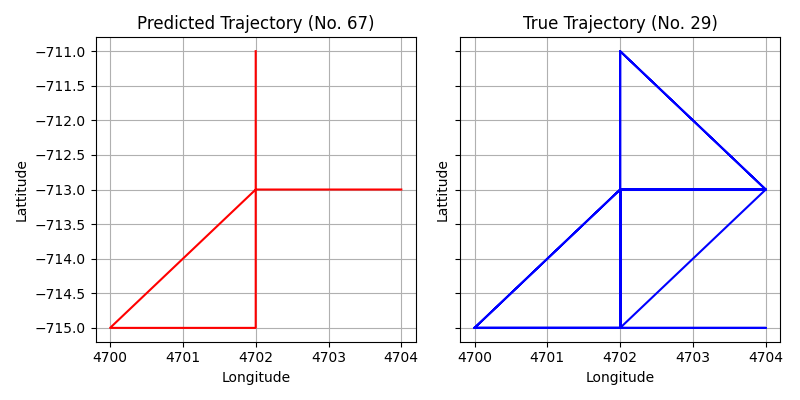 Predicted Trajectory (No. 67)
True Trajectory (No. 29)
−711.0
−711.5
−712.0
−712.5
−713.0
−713.5
−714.0
−714.5
−715.0
Lattitude
Lattitude
4700 4701 4702 4703 4704
4700 4701 4702 4703 4704
Longitude
Longitude